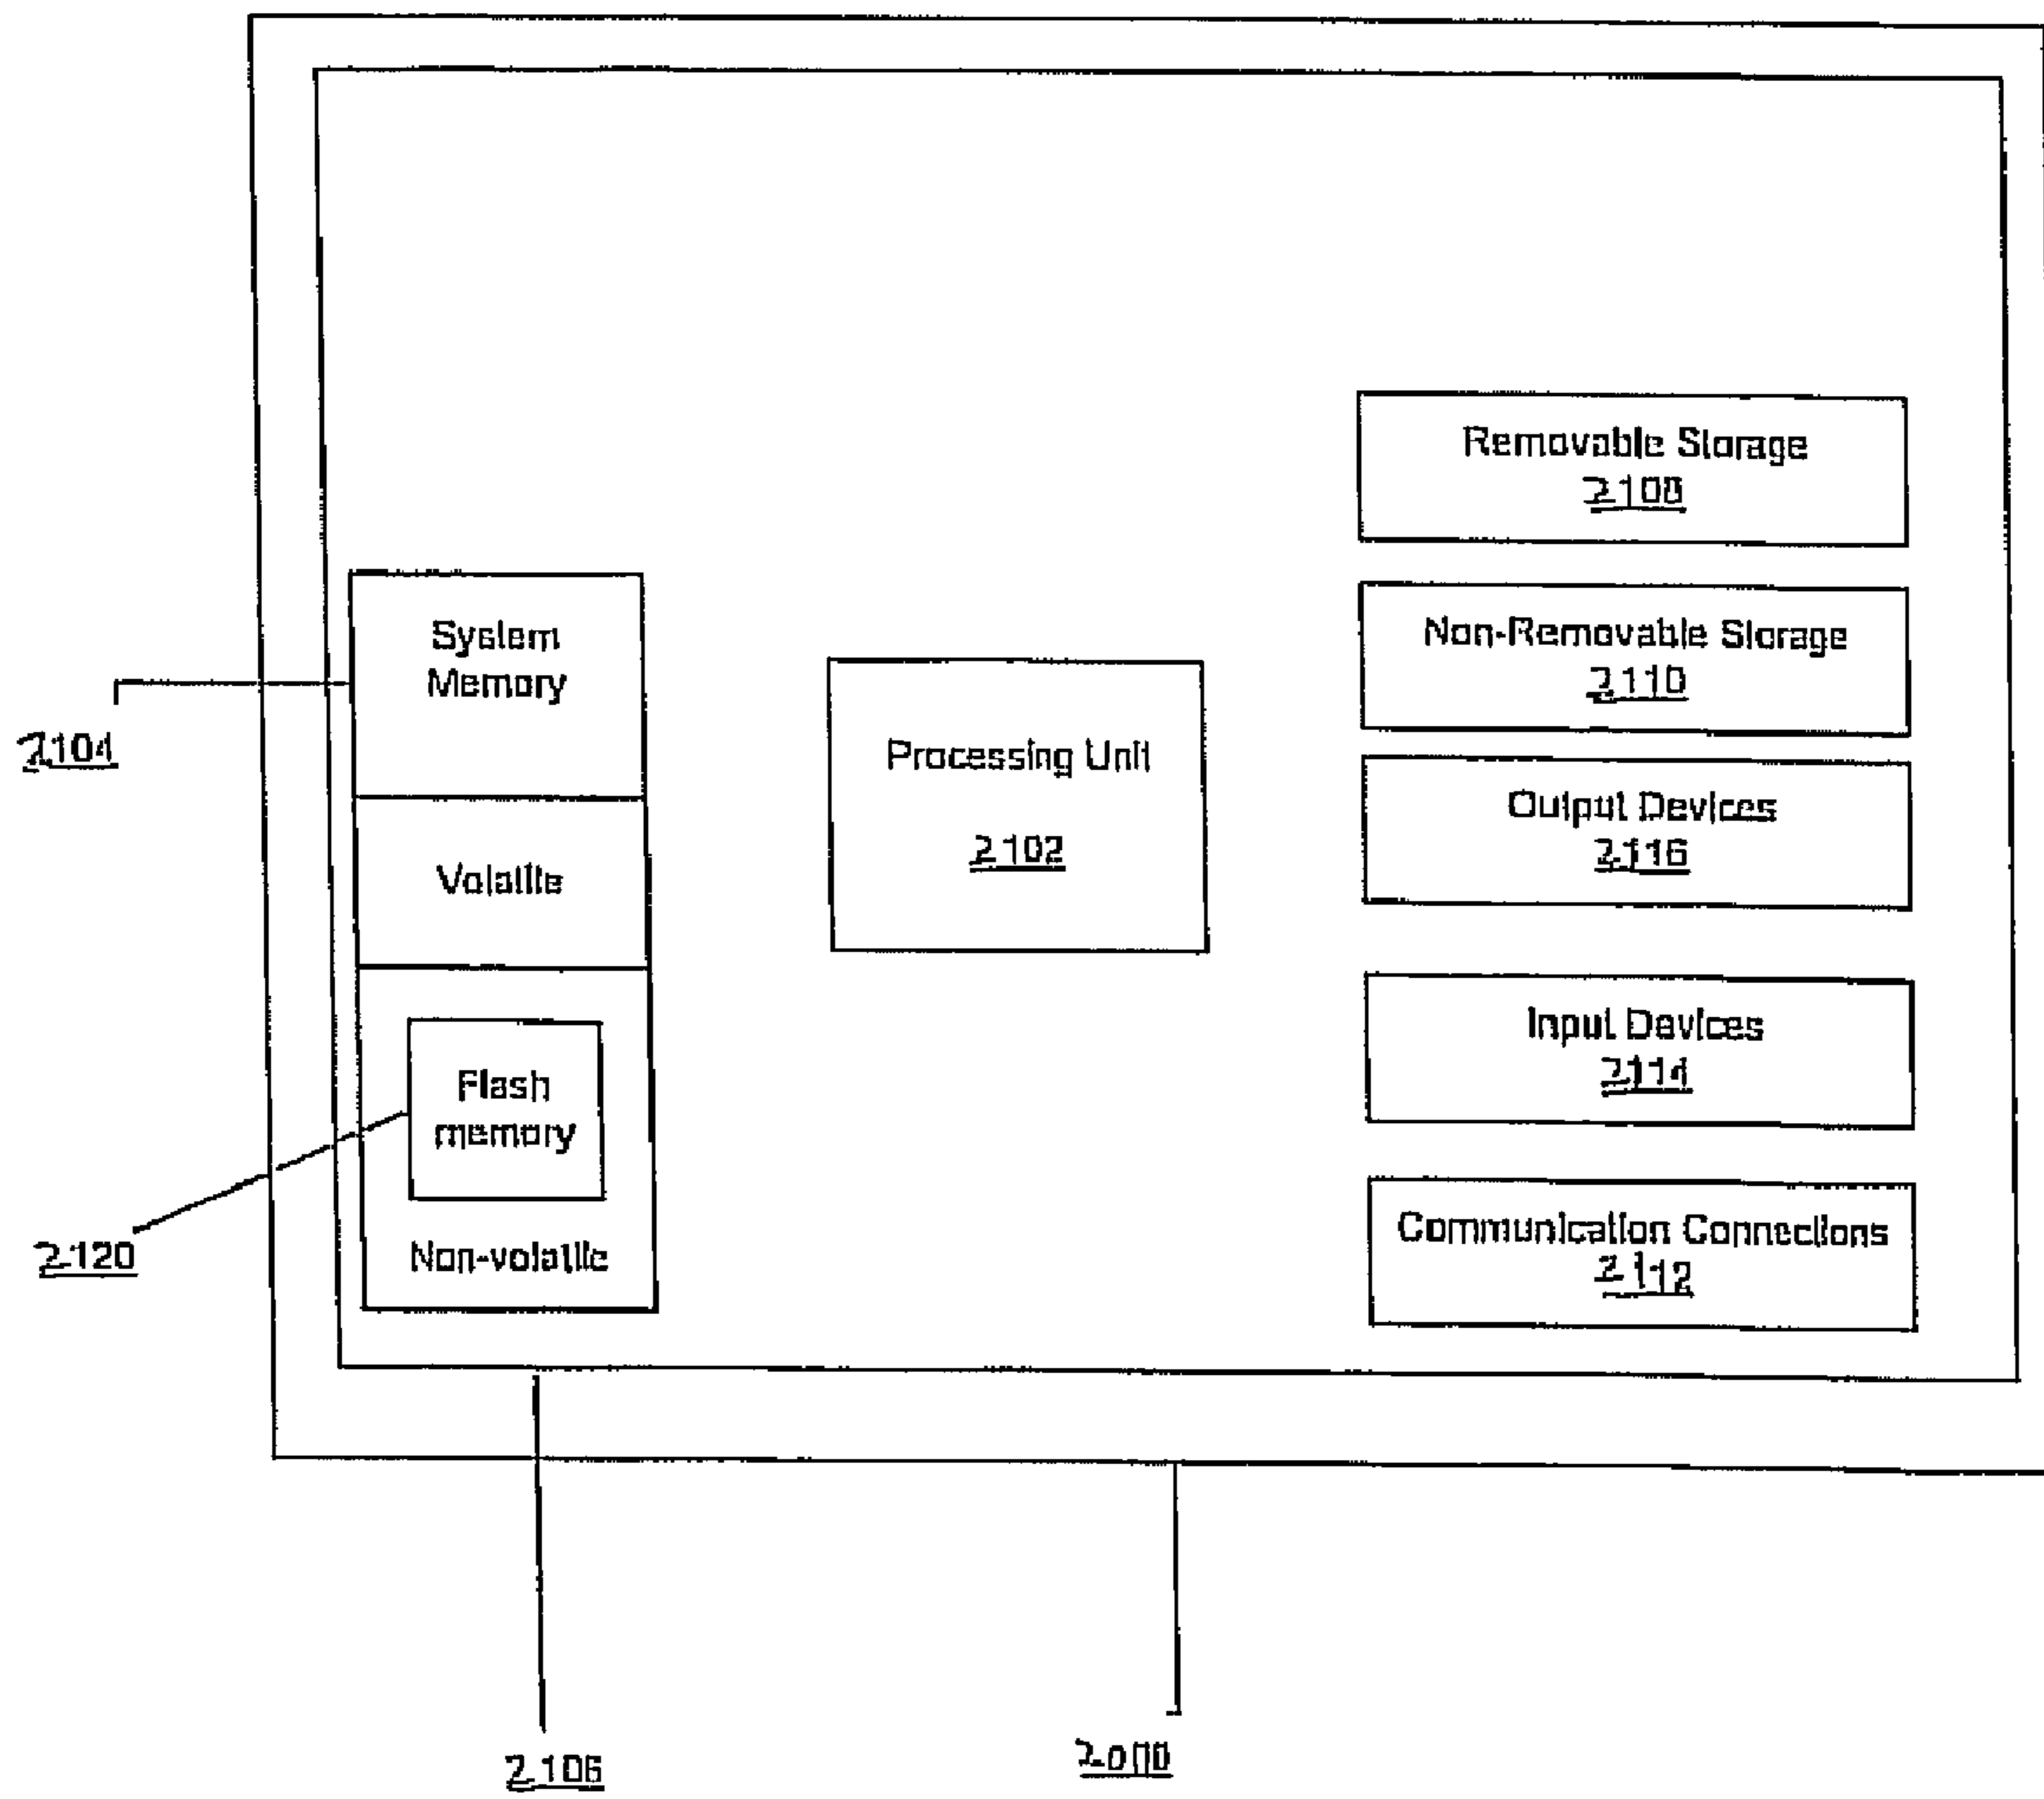 Removable Storage
2108
Non-Removable Storage
2110
System
Memory
2104
Processing Unit
2102
Output Devices
2116
Volatile
Input Devices
2114
Flash
memory
2120
Non-volatile
Communication Connections
2112
2106
2000